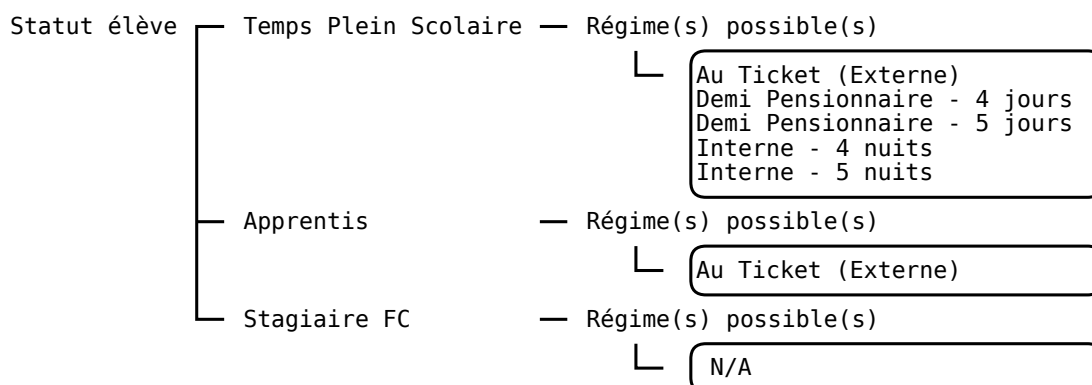 Statut élève Temps Plein Scolaire Régime(s) possible(s)
Au Ticket (Externe)
Demi Pensionnaire - 4 jours
Demi Pensionnaire - 5 jours
Interne - 4 nuits
Interne - 5 nuits
Apprentis Régime(s) possible(s)
Au Ticket (Externe)
Stagiaire FC Régime(s) possible(s)
N/A